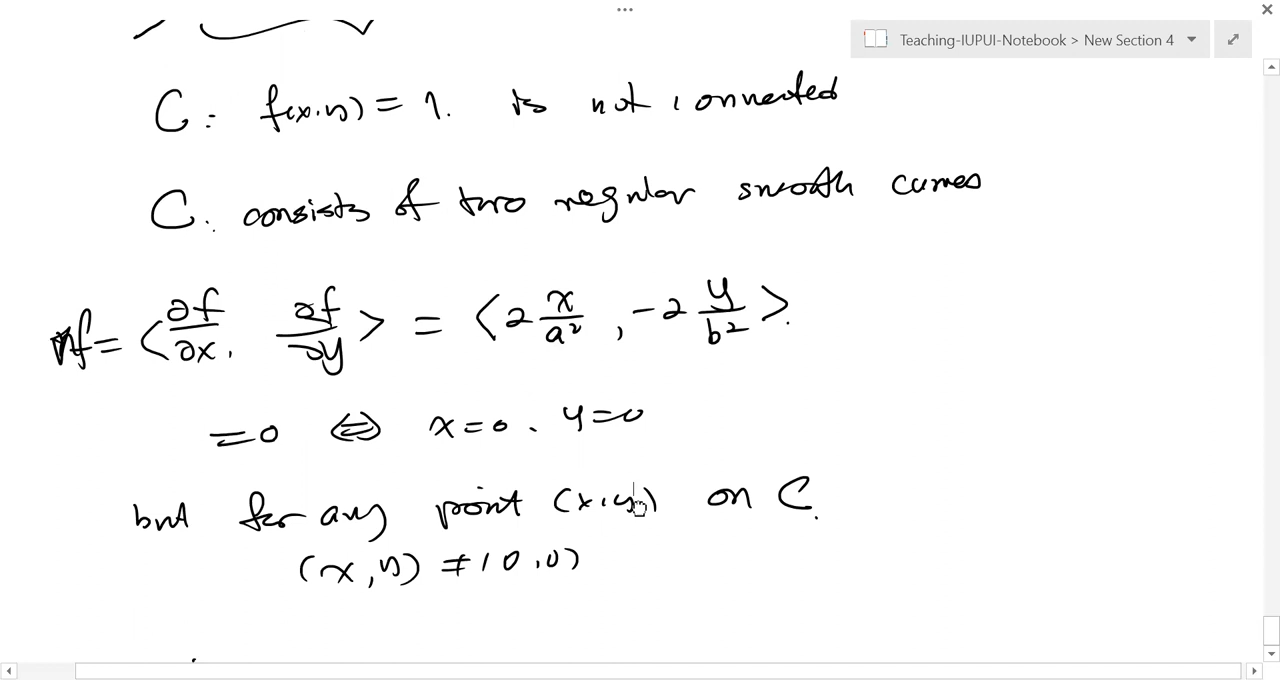 Teaching-IUPUI-Notebook > New Section 4
C: f(x,y) = 1. is not connected
C. consists of two regular smooth curves
∇f = <∂f/∂x, ∂f/∂y> = <2 x/a², -2 y/b²>.
=0 ⇔ x=0. y=0
but for any point (x,y) on C.
(x,y) ≠ (0,0)